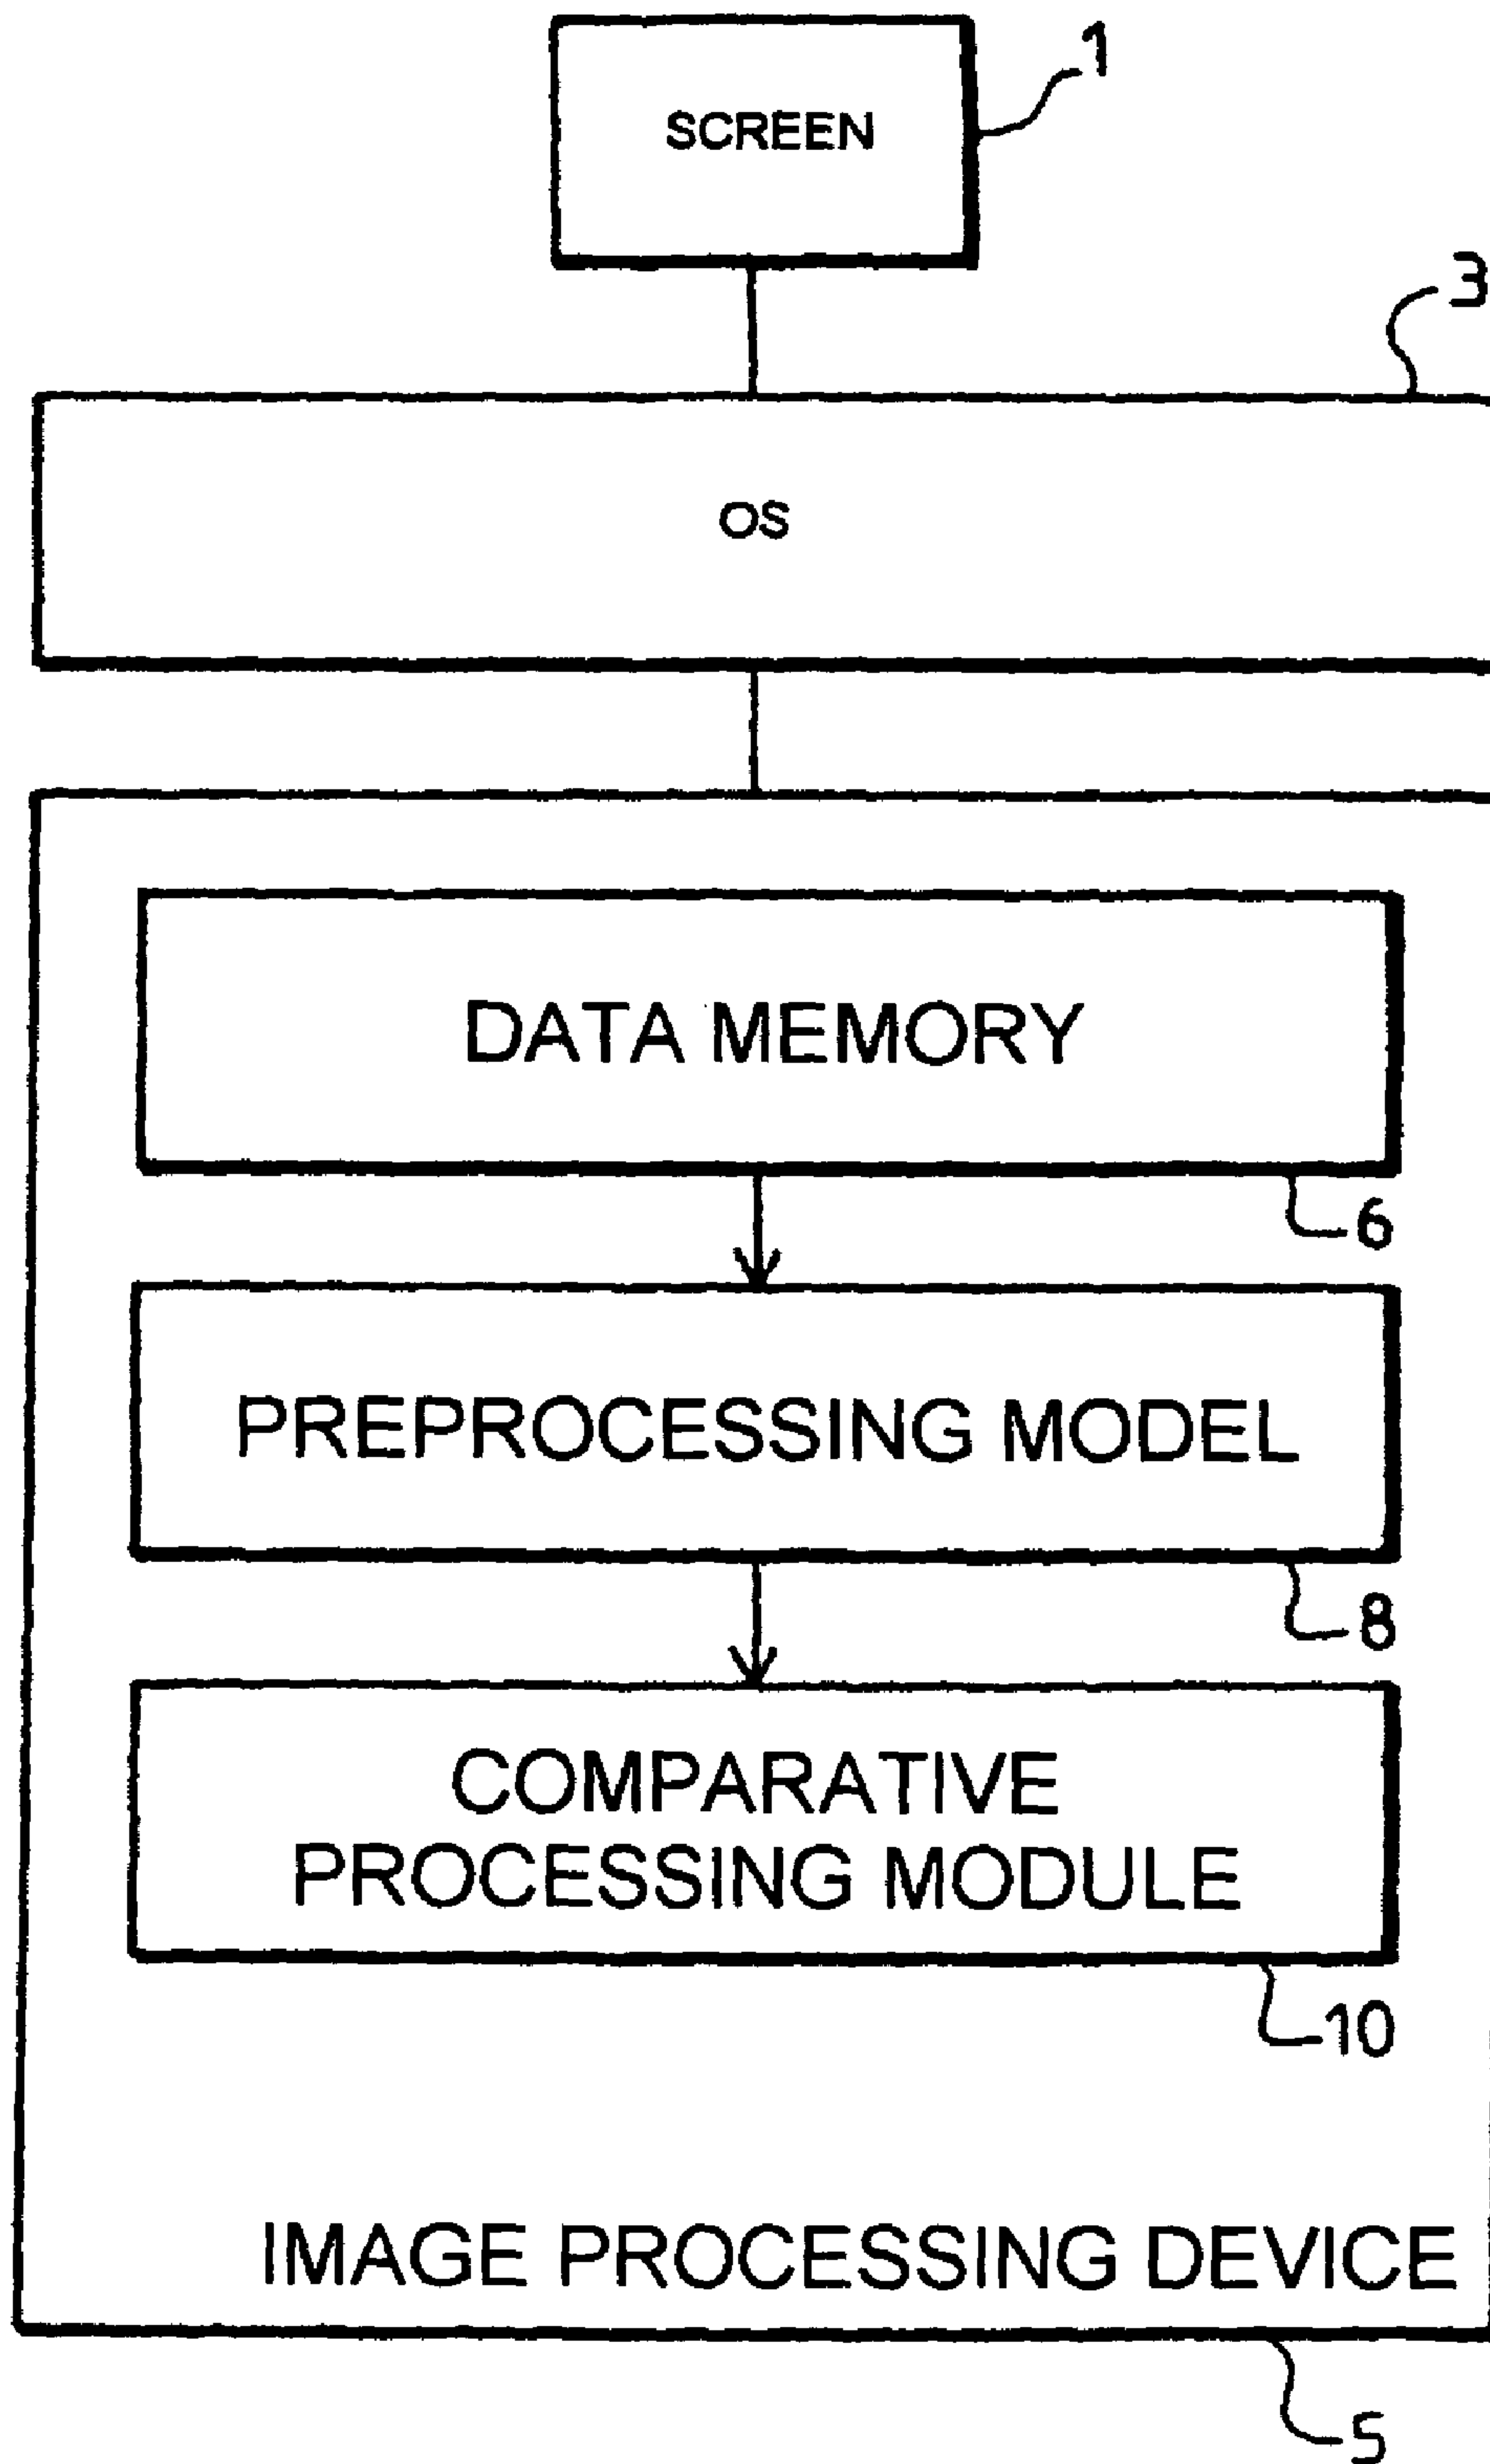 1
SCREEN
3
OS
DATA MEMORY
6
PREPROCESSING MODEL
8
COMPARATIVE
PROCESSING MODULE
10
IMAGE PROCESSING DEVICE
5